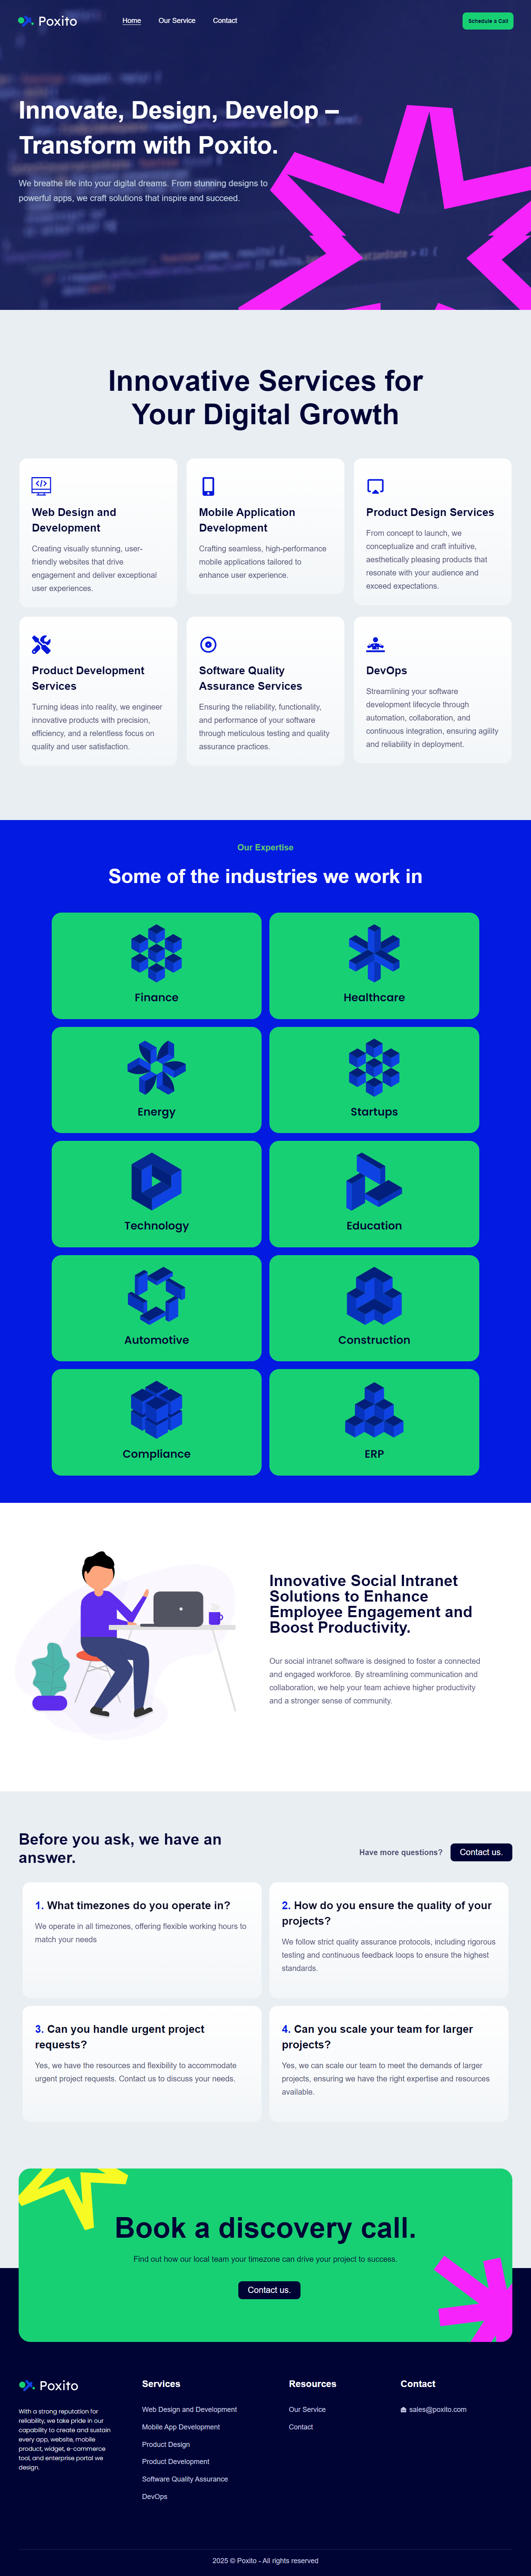 Poxito
Home
Our Service
Contact
Schedule a Call
Innovate, Design, Develop –
Transform with Poxito.
We breathe life into your digital dreams. From stunning designs to
powerful apps, we craft solutions that inspire and succeed.
Innovative Services for
Your Digital Growth
Web Design and
Development
Creating visually stunning, user-
friendly websites that drive
engagement and deliver exceptional
user experiences.
Mobile Application
Development
Crafting seamless, high-performance
mobile applications tailored to
enhance user experience.
Product Design Services
From concept to launch, we
conceptualize and craft intuitive,
aesthetically pleasing products that
resonate with your audience and
exceed expectations.
Product Development
Services
Turning ideas into reality, we engineer
innovative products with precision,
efficiency, and a relentless focus on
quality and user satisfaction.
Software Quality
Assurance Services
Ensuring the reliability, functionality,
and performance of your software
through meticulous testing and quality
assurance practices.
DevOps
Streamlining your software
development lifecycle through
automation, collaboration, and
continuous integration, ensuring agility
and reliability in deployment.
Our Expertise
Some of the industries we work in
Finance
Healthcare
Energy
Startups
Technology
Education
Automotive
Construction
Compliance
ERP
Innovative Social Intranet
Solutions to Enhance
Employee Engagement and
Boost Productivity.
Our social intranet software is designed to foster a connected
and engaged workforce. By streamlining communication and
collaboration, we help your team achieve higher productivity
and a stronger sense of community.
Before you ask, we have an
answer.
Have more questions?
Contact us.
1. What timezones do you operate in?
We operate in all timezones, offering flexible working hours to
match your needs
2. How do you ensure the quality of your
projects?
We follow strict quality assurance protocols, including rigorous
testing and continuous feedback loops to ensure the highest
standards.
3. Can you handle urgent project
requests?
Yes, we have the resources and flexibility to accommodate
urgent project requests. Contact us to discuss your needs.
4. Can you scale your team for larger
projects?
Yes, we can scale our team to meet the demands of larger
projects, ensuring we have the right expertise and resources
available.
Book a discovery call.
Find out how our local team your timezone can drive your project to success.
Contact us.
Poxito
With a strong reputation for
reliability, we take pride in our
capability to create and sustain
every app, website, mobile
product, widget, e-commerce
tool, and enterprise portal we
design.
Services
Web Design and Development
Mobile App Development
Product Design
Product Development
Software Quality Assurance
DevOps
Resources
Our Service
Contact
Contact
sales@poxito.com
2025 © Poxito - All rights reserved